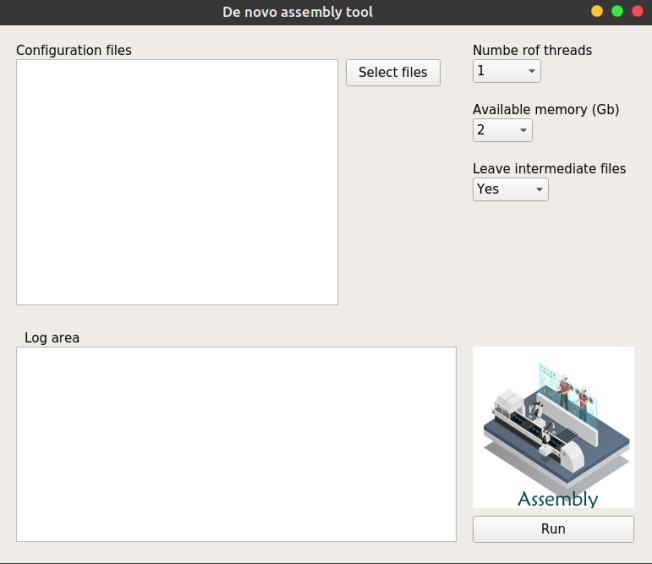 De novo assembly tool
Configuration files
Select files
Numbe rof threads
1
Available memory (Gb)
2
Leave intermediate files
Yes
Log area
Assembly
Run